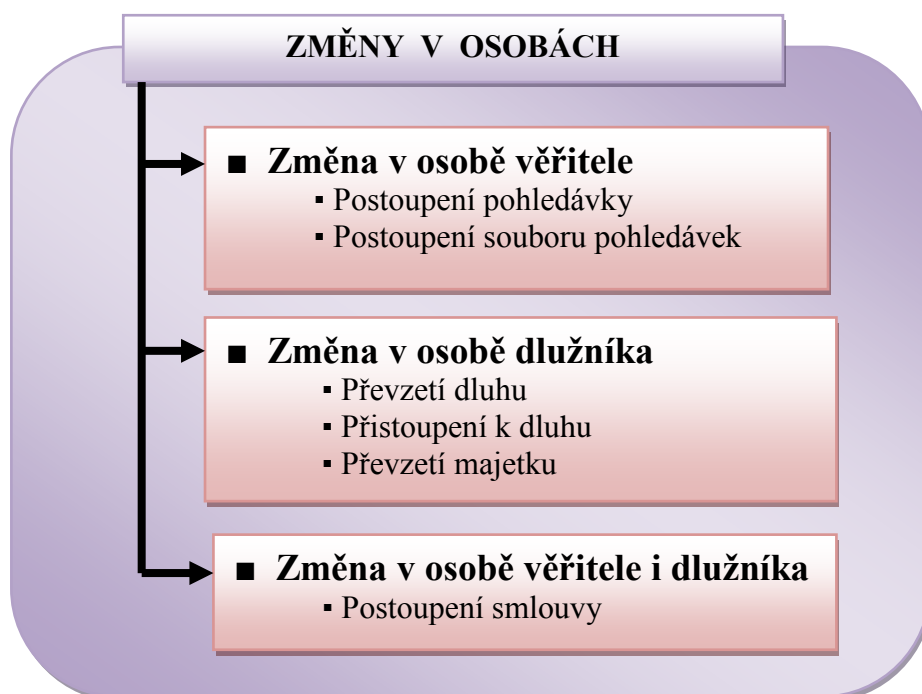 ZMĚNY V OSOBÁCH
■ Změna v osobě věřitele
▪ Postoupení pohledávky
▪ Postoupení souboru pohledávek
■ Změna v osobě dlužníka
▪ Převzetí dluhu
▪ Přistoupení k dluhu
▪ Převzetí majetku
■ Změna v osobě věřitele i dlužníka
▪ Postoupení smlouvy